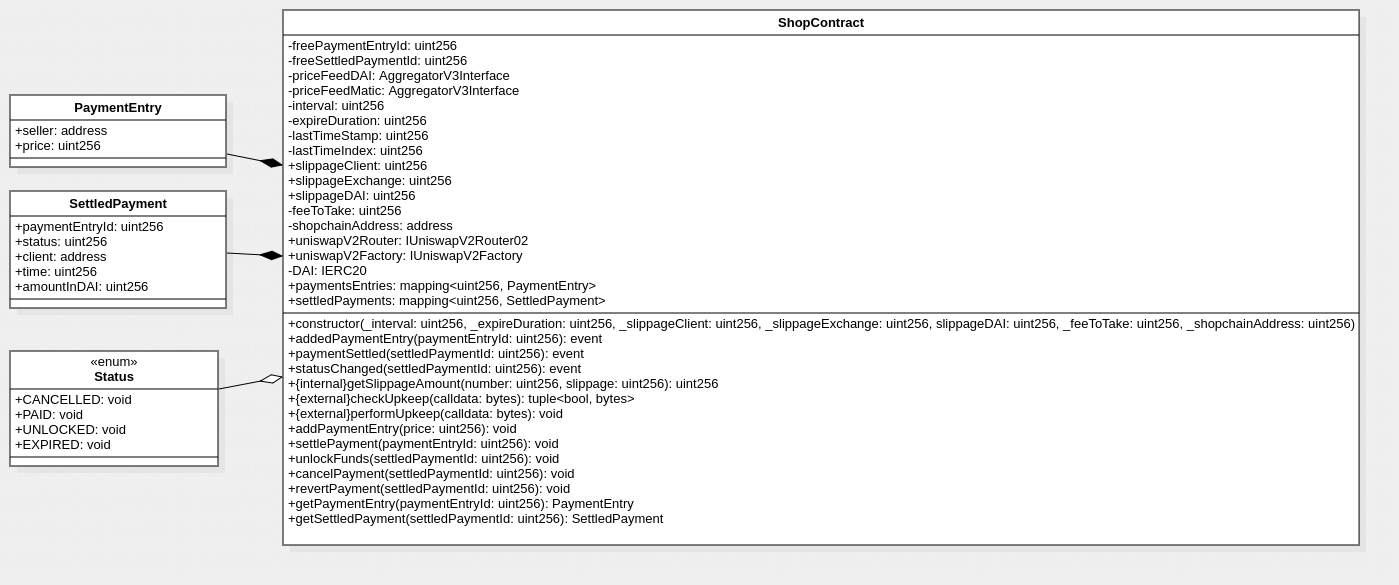 PaymentEntry
+seller: address
+price: uint256
SettledPayment
+paymentEntryId: uint256
+status: uint256
+client: address
+time: uint256
+amountInDAI: uint256
«enum»
Status
+CANCELLED: void
+PAID: void
+UNLOCKED: void
+EXPIRED: void
ShopContract
-freePaymentEntryId: uint256
-freeSettledPaymentId: uint256
-priceFeedDAI: AggregatorV3Interface
-priceFeedMatic: AggregatorV3Interface
-interval: uint256
-expireDuration: uint256
-lastTimeStamp: uint256
-lastTimeIndex: uint256
+slippageClient: uint256
+slippageExchange: uint256
+slippageDAI: uint256
-feeToTake: uint256
-shopchainAddress: address
+uniswapV2Router: IUniswapV2Router02
+uniswapV2Factory: IUniswapV2Factory
-DAI: IERC20
+paymentsEntries: mapping<uint256, PaymentEntry>
+settledPayments: mapping<uint256, SettledPayment>
+constructor(_interval: uint256, _expireDuration: uint256, _slippageClient: uint256, _slippageExchange: uint256, slippageDAI: uint256, _feeToTake: uint256, _shopchainAddress: uint256)
+addedPaymentEntry(paymentEntryId: uint256): event
+paymentSettled(settledPaymentId: uint256): event
+statusChanged(settledPaymentId: uint256): event
+{internal}getSlippageAmount(number: uint256, slippage: uint256): uint256
+{external}checkUpkeep(calldata: bytes): tuple<bool, bytes>
+{external}performUpkeep(calldata: bytes): void
+addPaymentEntry(price: uint256): void
+settlePayment(paymentEntryId: uint256): void
+unlockFunds(settledPaymentId: uint256): void
+cancelPayment(settledPaymentId: uint256): void
+revertPayment(settledPaymentId: uint256): void
+getPaymentEntry(paymentEntryId: uint256): PaymentEntry
+getSettledPayment(settledPaymentId: uint256): SettledPayment